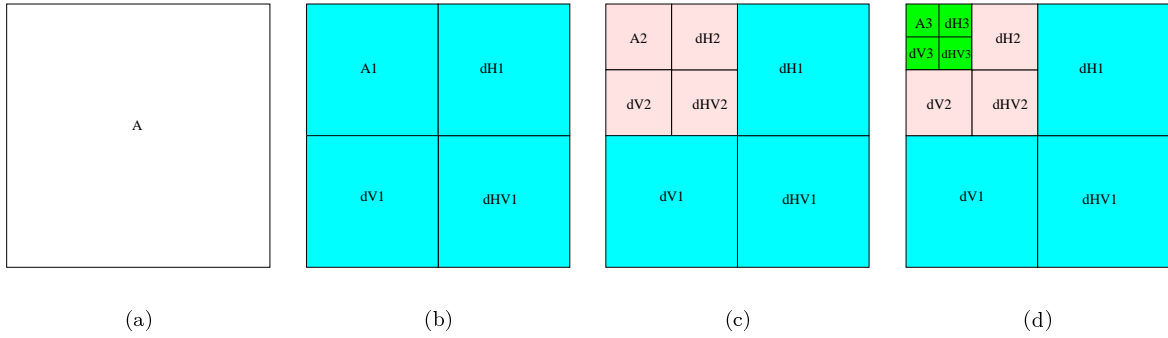 A
A1 dH1
dV1 dHV1
A2 dH2
dH1
dV2 dHV2
dV1 dHV1
A3 dH3
dH2
dV3 dHV3
dH1
dV2 dHV2
dV1 dHV1
(a) (b) (c) (d)